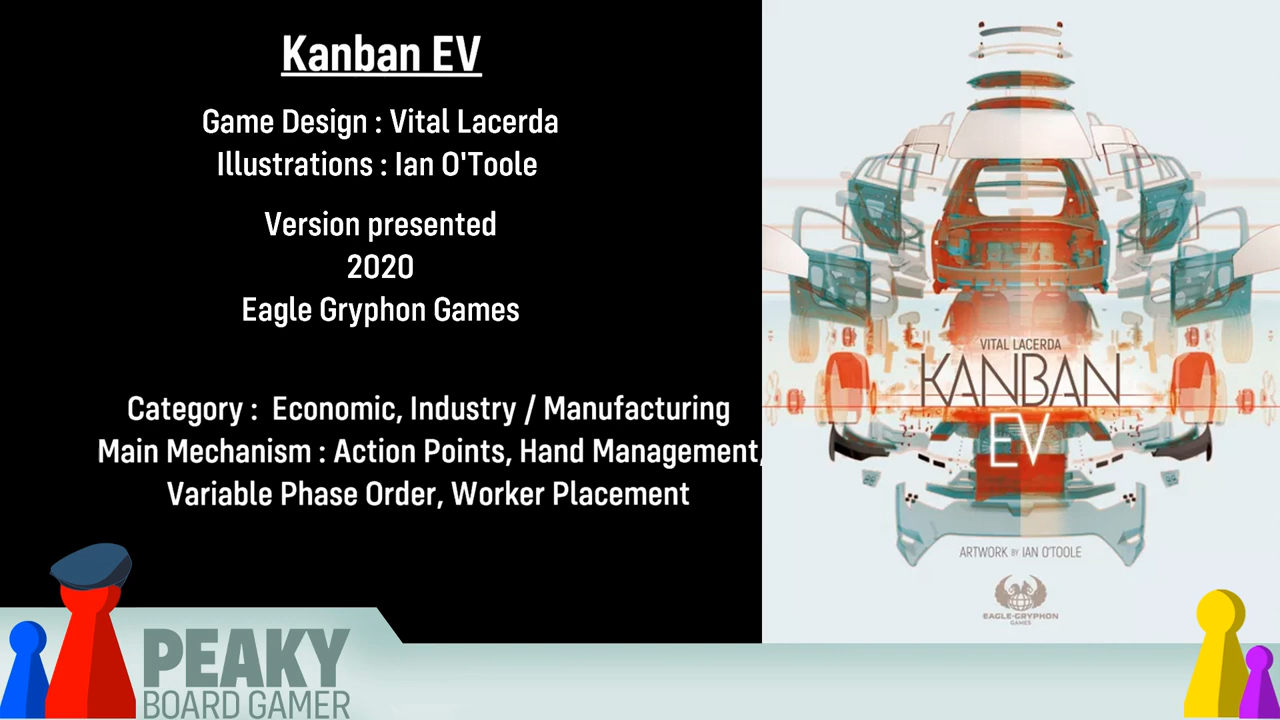 Kanban EV
Game Design : Vital Lacerda
Illustrations : Ian O'Toole
Version presented
2020
Eagle Gryphon Games
Category :  Economic, Industry / Manufacturing
Main Mechanism : Action Points, Hand Management,
Variable Phase Order, Worker Placement
PEAKY
BOARD GAMER
VITAL LACERDA
KANBAN
EV
ARTWORK BY IAN O'TOOLE
EAGLE-GRYPHON
GAMES